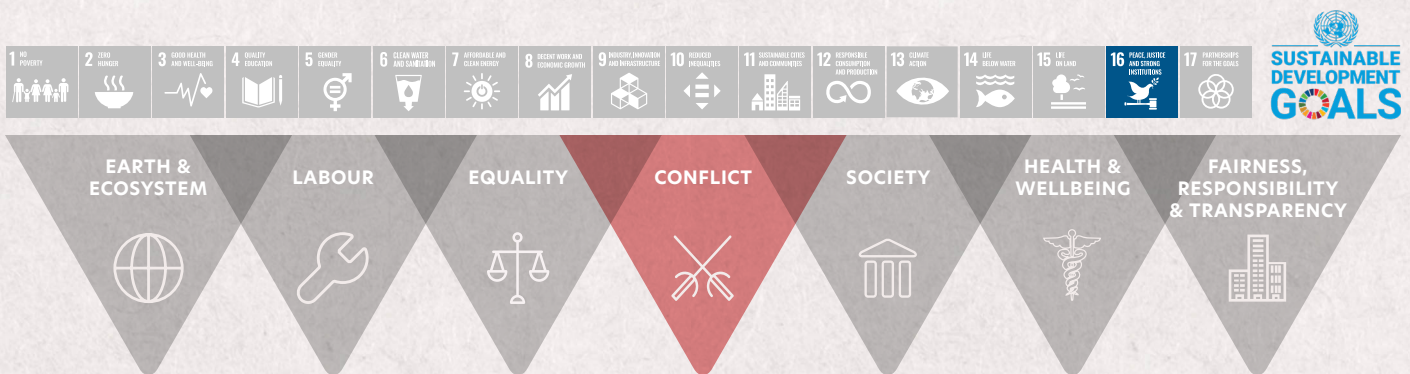 1 NO
POVERTY
2 ZERO
HUNGER
3 GOOD HEALTH
AND WELL-BEING
4 QUALITY
EDUCATION
5 GENDER
EQUALITY
6 CLEAN WATER
AND SANITATION
7 AFFORDABLE AND
CLEAN ENERGY
8 DECENT WORK AND
ECONOMIC GROWTH
9 INDUSTRY, INNOVATION
AND INFRASTRUCTURE
10 REDUCED
INEQUALITIES
11 SUSTAINABLE CITIES
AND COMMUNITIES
12 RESPONSIBLE
CONSUMPTION
AND PRODUCTION
13 CLIMATE
ACTION
14 LIFE
BELOW WATER
15 LIFE
ON LAND
16 PEACE, JUSTICE
AND STRONG
INSTITUTIONS
17 PARTNERSHIPS
FOR THE GOALS
SUSTAINABLE
DEVELOPMENT
GOALS
EARTH &
ECOSYSTEM
LABOUR
EQUALITY
CONFLICT
SOCIETY
HEALTH &
WELLBEING
FAIRNESS,
RESPONSIBILITY
& TRANSPARENCY